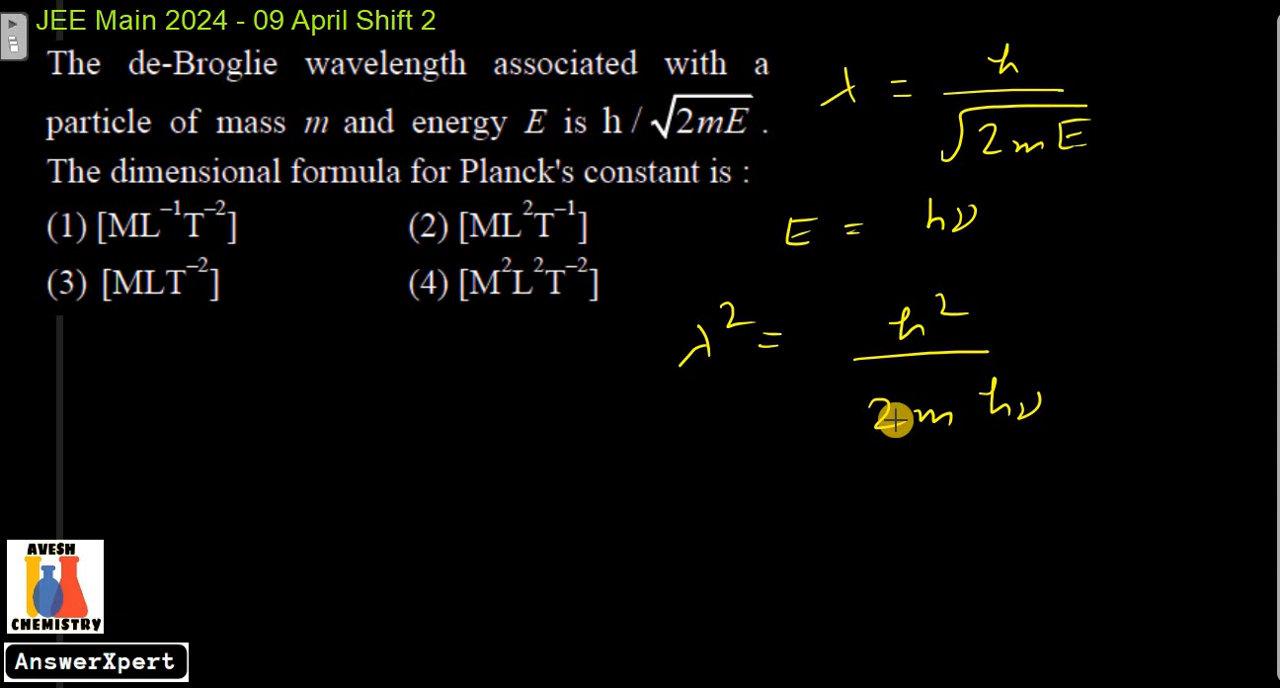 JEE Main 2024 - 09 April Shift 2
The de-Broglie wavelength associated with a
particle of mass m and energy E is h / √2mE .
The dimensional formula for Planck's constant is :
(1) [ML⁻¹T⁻²] (2) [ML²T⁻¹]
(3) [MLT⁻²] (4) [M²L²T⁻²]
λ = h / √2mE
E = hν
λ² = h² / 2m hν
AVESH
CHEMISTRY
AnswerXpert